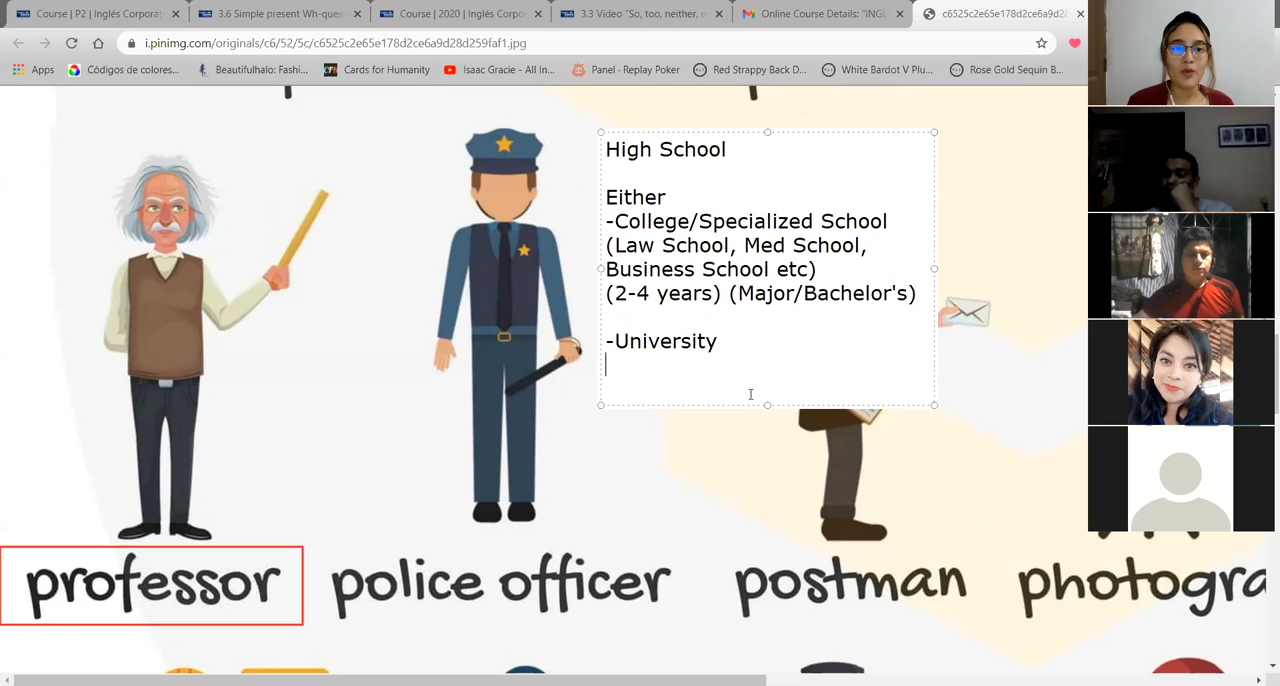 Course | P2 | Inglés Corporat
3.6 Simple present Wh-ques
Course | 2020 | Inglés Corpo
3.3 Video "So, too, neither, e
Online Course Details: "INGL
c6525c2e65e178d2ce6a9d28
i.pinimg.com/originals/c6/52/5c/c6525c2e65e178d2ce6a9d28d259faf1.jpg
Apps
Códigos de colores...
Beautifulhalo: Fashi...
Cards for Humanity
Isaac Gracie - All In...
Panel · Replay Poker
Red Strappy Back D...
White Bardot V Plu...
Rose Gold Sequin B...
High School
Either
-College/Specialized School
(Law School, Med School,
Business School etc)
(2-4 years) (Major/Bachelor's)
-University
professor
police officer
postman
photogra